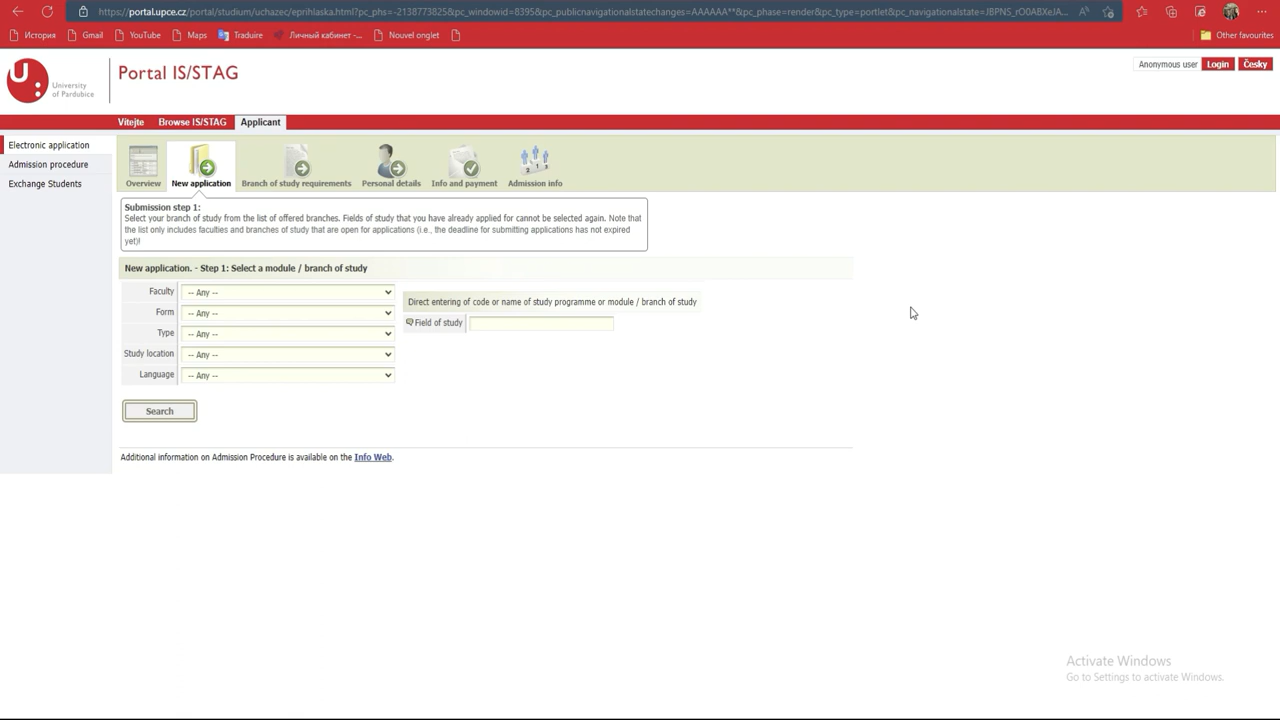 https://portal.upce.cz/portal/studium/uchazec/eprihlaska.html?pc_phs=-2138773825&pc_windowid=8395&pc_publicnavigationalstatechanges=AAAAAA**&pc_phase=render&pc_type=portlet&pc_navigationalstate=JBPNS_rO0ABXeJA...
История Gmail YouTube Maps Traduire Личный кабинет -... Nouvel onglet Other favourites
University of Pardubice
Portal IS/STAG
Anonymous user Login Česky
Vítejte Browse IS/STAG Applicant
Electronic application
Admission procedure
Exchange Students
Overview New application Branch of study requirements Personal details Info and payment Admission info
Submission step 1:
Select your branch of study from the list of offered branches. Fields of study that you have already applied for cannot be selected again. Note that
the list only includes faculties and branches of study that are open for applications (i.e., the deadline for submitting applications has not expired
yet)!
New application. - Step 1: Select a module / branch of study
Faculty -- Any --
Form -- Any --
Type -- Any --
Study location -- Any --
Language -- Any --
Direct entering of code or name of study programme or module / branch of study
Field of study
Search
Additional information on Admission Procedure is available on the Info Web.
Activate Windows
Go to Settings to activate Windows.